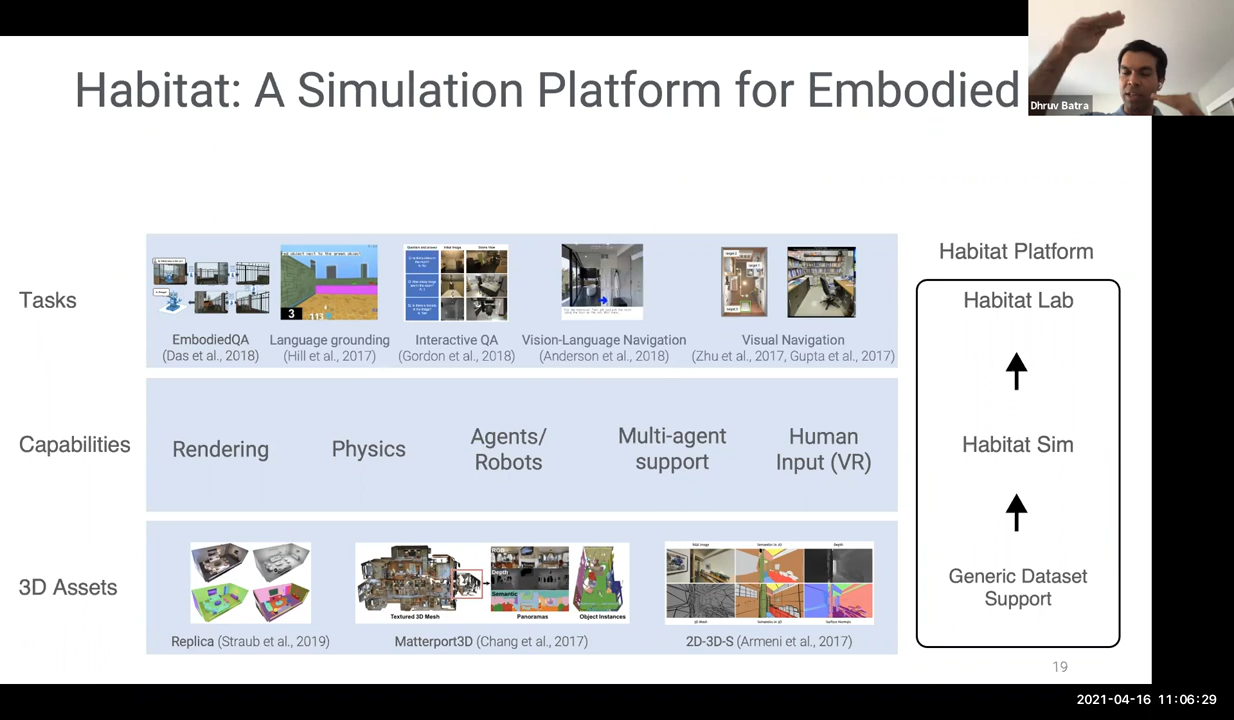 Habitat: A Simulation Platform for Embodied
Dhruv Batra
Tasks
EmbodiedQA
(Das et al., 2018)
3
Language grounding
(Hill et al., 2017)
Interactive QA
(Gordon et al., 2018)
Vision-Language Navigation
(Anderson et al., 2018)
Visual Navigation
(Zhu et al., 2017, Gupta et al., 2017)
Capabilities
Rendering
Physics
Agents/
Robots
Multi-agent
support
Human
Input (VR)
3D Assets
Replica (Straub et al., 2019)
RGB
Depth
Semantic
Textured 3D Mesh
Panoramas
Object Instances
Matterport3D (Chang et al., 2017)
2D-3D-S (Armeni et al., 2017)
Habitat Platform
Habitat Lab
Habitat Sim
Generic Dataset
Support
19
2021-04-16 11:06:29